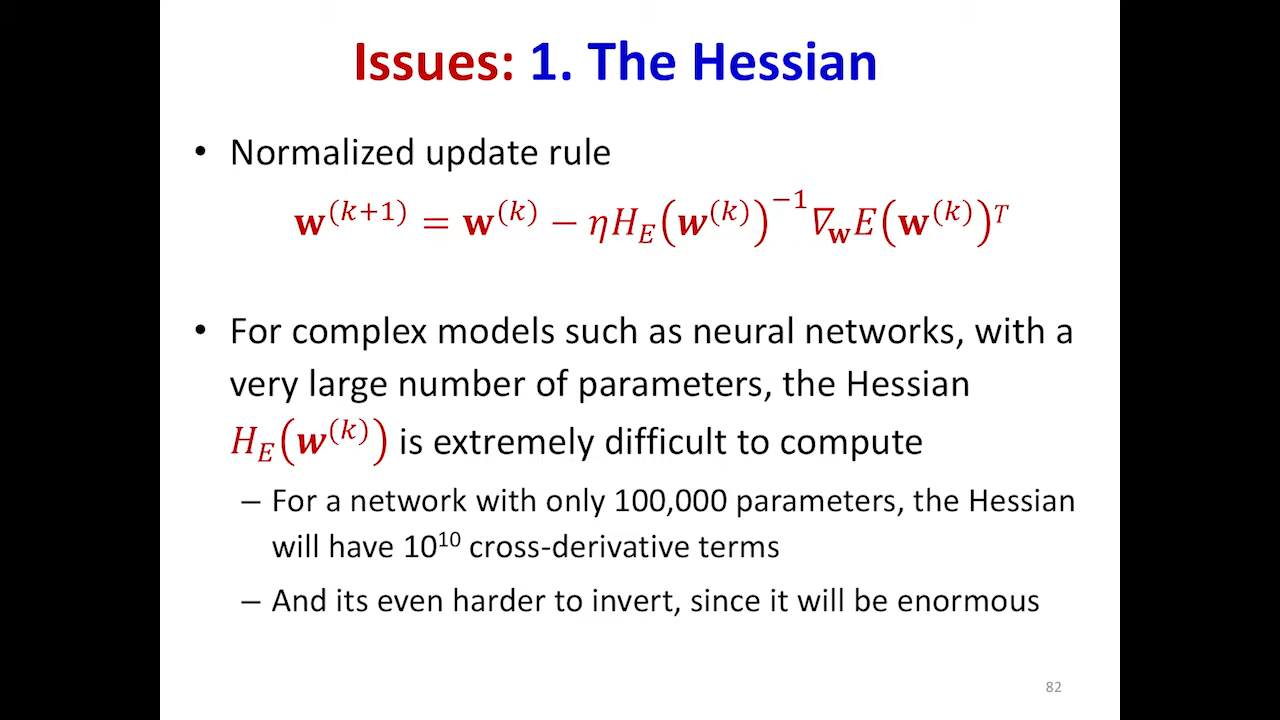 Issues: 1. The Hessian
• Normalized update rule
𝐰^(k+1) = 𝐰^(k) − ηH_E(𝒘^(k))^−1 ∇_𝐰E(𝐰^(k))^T
• For complex models such as neural networks, with a
very large number of parameters, the Hessian
H_E(𝒘^(k)) is extremely difficult to compute
– For a network with only 100,000 parameters, the Hessian
will have 10^10 cross-derivative terms
– And its even harder to invert, since it will be enormous
82